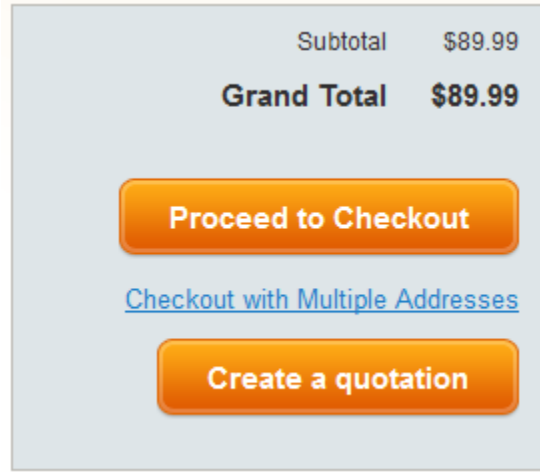 Subtotal $89.99
Grand Total $89.99
Proceed to Checkout
Checkout with Multiple Addresses
Create a quotation